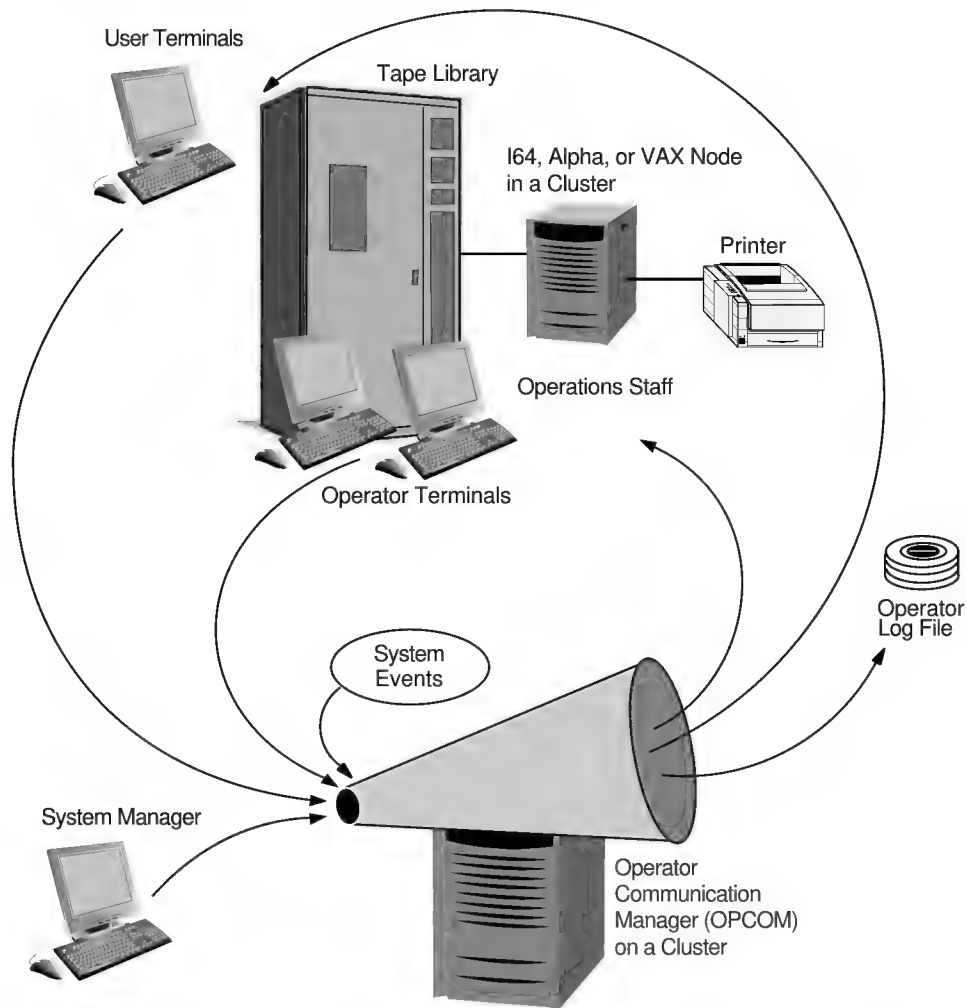 User Terminals
Tape Library
I64, Alpha, or VAX Node
in a Cluster
Printer
Operations Staff
Operator Terminals
Operator
Log File
System
Events
System Manager
Operator
Communication
Manager (OPCOM)
on a Cluster